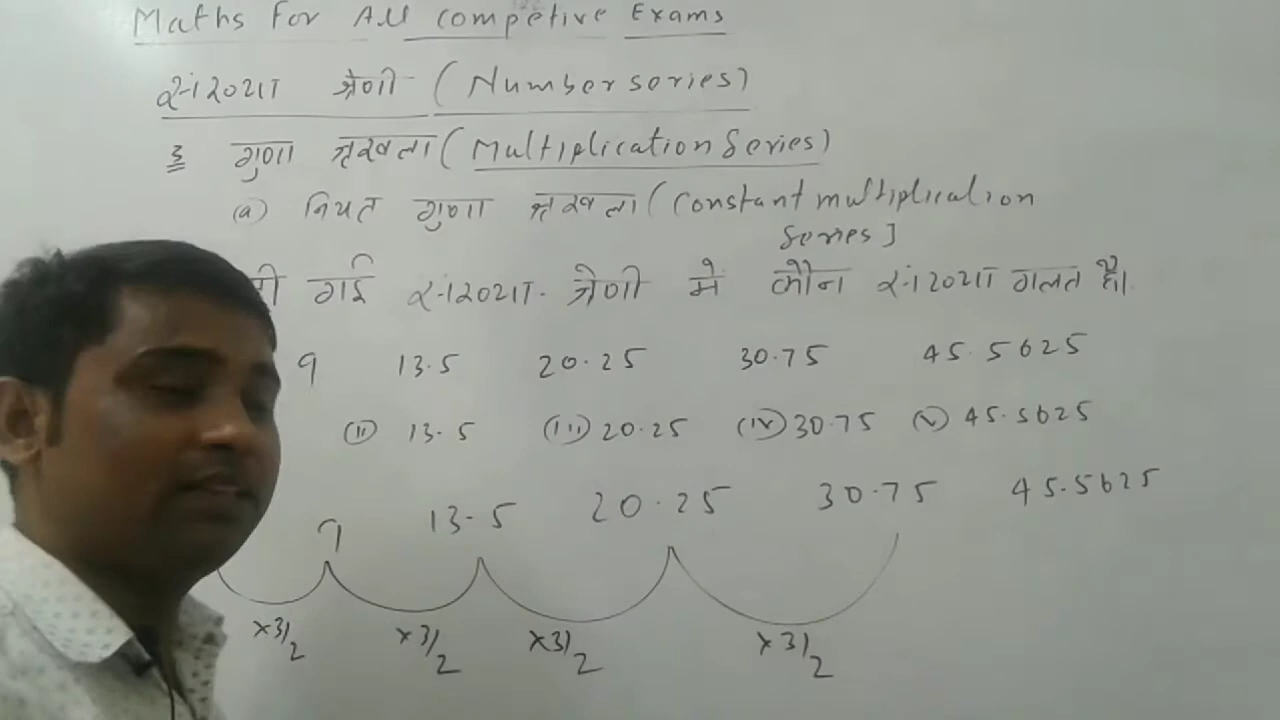 Maths For All Competive Exams
संख्या श्रेणी (Number series)
3 गुणा श्रृंखला (Multiplication Series)
(a) नियत गुणा श्रृंखला (Constant multiplication
Series]
गई संख्या श्रेणी में कौन संख्या गलत है।
9 13.5 20.25 30.75 45.5625
(ii) 13.5 (iii) 20.25 (iv) 30.75 (v) 45.5625
9 13.5 20.25 30.75 45.5625
×3/2 ×3/2 ×3/2 ×3/2